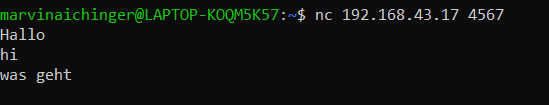 marvinaichinger@LAPTOP-KOQM5K57:~$ nc 192.168.43.17 4567
Hallo
hi
was geht